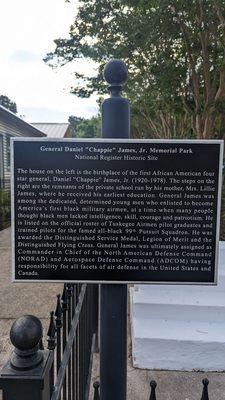 General Daniel "Chappie" James, Jr. Memorial Park
National Register Historic Site
The house on the left is the birthplace of the first African American four
star general, Daniel "Chappie" James, Jr. (1920-1978). The steps on the
right are the remnants of the private school run by his mother, Mrs. Lillie
James, where he received his earliest education. General James was
among the dedicated, determined young men who enlisted to become
America's first black military airmen, at a time when many people
thought black men lacked intelligence, skill, courage and patriotism. He
is listed on the official roster of Tuskegee Airmen pilot graduates and
trained pilots for the famed all-black 99th Pursuit Squadron. He was
awarded the Distinguished Service Medal, Legion of Merit and the
Distinguished Flying Cross. General James was ultimately assigned as
Commander in Chief of the North American Defense Command
(NORAD) and Aerospace Defense Command (ADCOM) having
responsibility for all facets of air defense in the United States and
Canada.